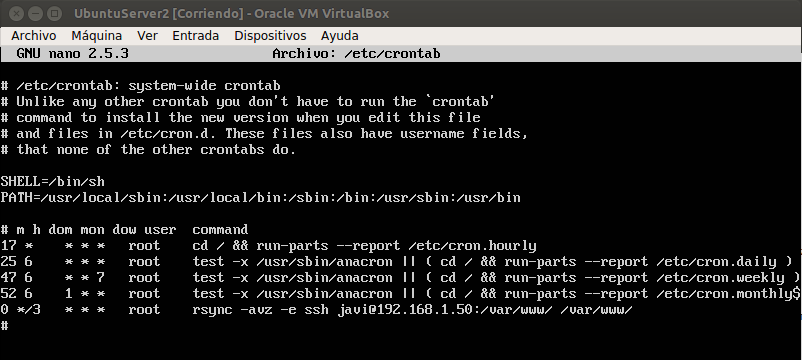 UbuntuServer2 [Corriendo] - Oracle VM VirtualBox
Archivo Máquina Ver Entrada Dispositivos Ayuda
GNU nano 2.5.3 Archivo: /etc/crontab
# /etc/crontab: system-wide crontab
# Unlike any other crontab you don't have to run the `crontab'
# command to install the new version when you edit this file
# and files in /etc/cron.d. These files also have username fields,
# that none of the other crontabs do.
SHELL=/bin/sh
PATH=/usr/local/sbin:/usr/local/bin:/sbin:/bin:/usr/sbin:/usr/bin
# m h dom mon dow user command
17 * * * * root cd / && run-parts --report /etc/cron.hourly
25 6 * * * root test -x /usr/sbin/anacron || ( cd / && run-parts --report /etc/cron.daily )
47 6 * * 7 root test -x /usr/sbin/anacron || ( cd / && run-parts --report /etc/cron.weekly )
52 6 1 * * root test -x /usr/sbin/anacron || ( cd / && run-parts --report /etc/cron.monthly$
0 */3 * * * root rsync -avz -e ssh javi@192.168.1.50:/var/www/ /var/www/
#